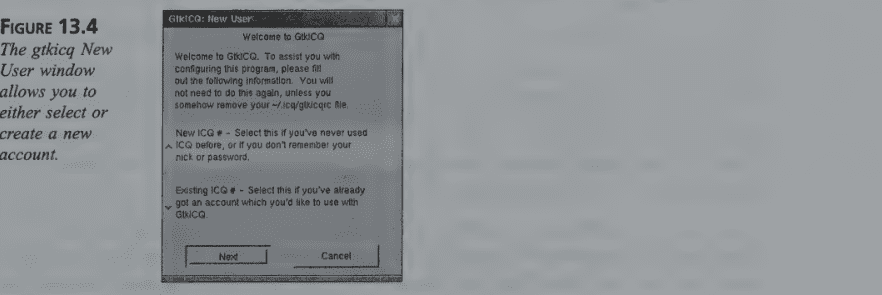 FIGURE 13.4
The gtkicq New
User window
allows you to
either select or
create a new
account.
GtkICQ: New User
Welcome to GtkICQ
Welcome to GtkICQ. To assist you with
configuring this program, please fill
out the following information. You will
not need to do this again, unless you
somehow remove your ~/.icq/gtkicqrc file.
New ICQ # - Select this if you've never used
ICQ before, or if you don't remember your
nick or password.
Existing ICQ # - Select this if you've already
got an account which you'd like to use with
GtkICQ.
Next Cancel